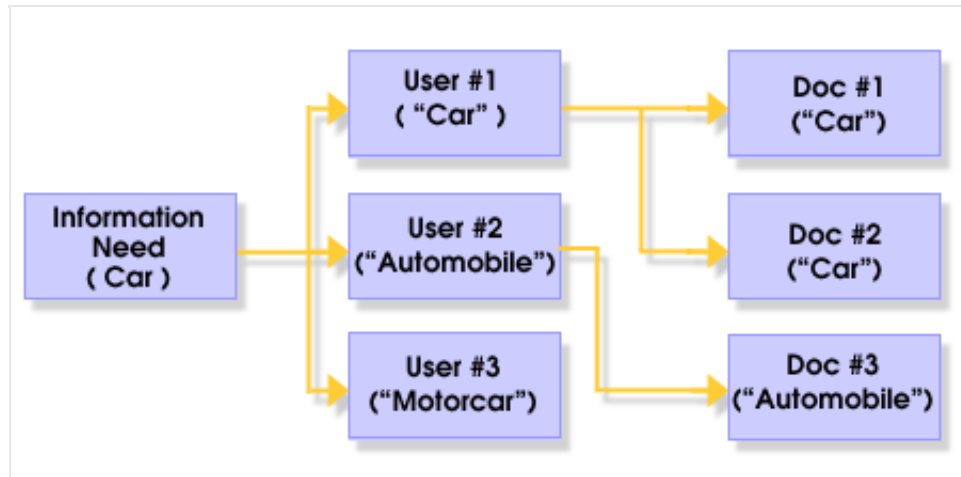 Information
Need
( Car )
User #1
( “Car” )
User #2
(“Automobile”)
User #3
(“Motorcar”)
Doc #1
(“Car”)
Doc #2
(“Car”)
Doc #3
(“Automobile”)